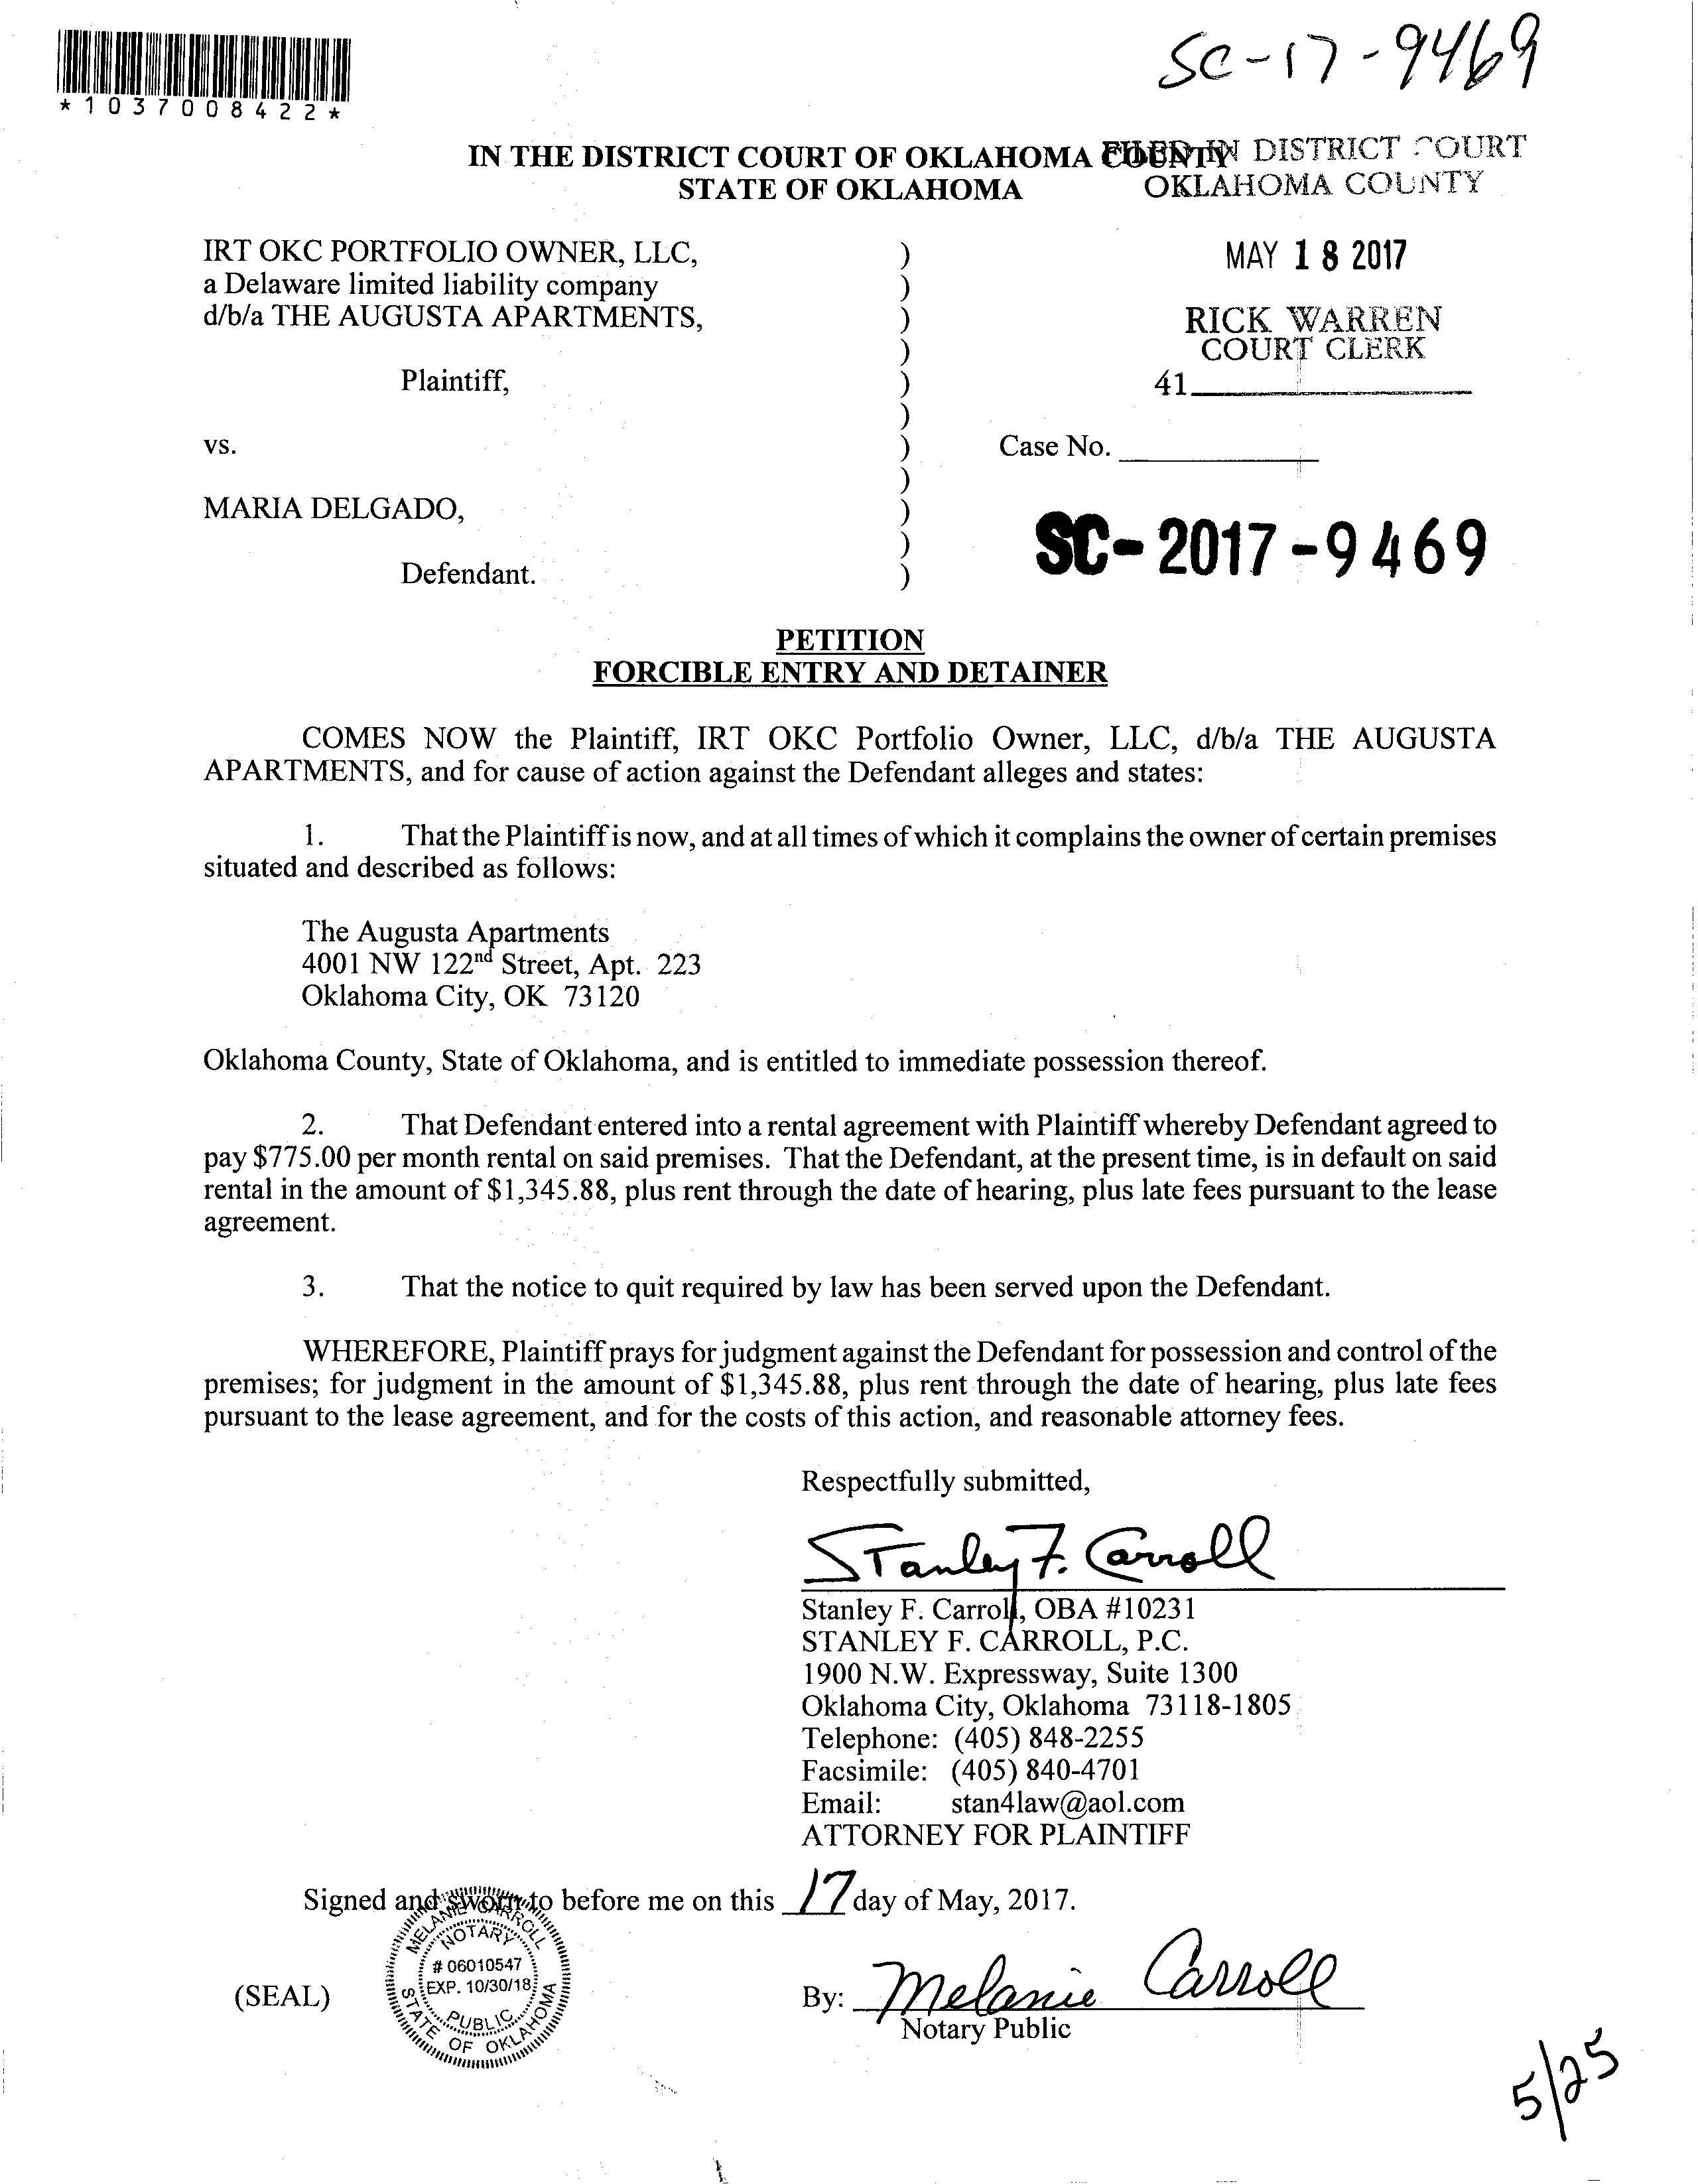 SC-17-9469
*1037008422*
IN THE DISTRICT COURT OF OKLAHOMA COUNTY
STATE OF OKLAHOMA
FILED IN DISTRICT COURT
OKLAHOMA COUNTY
MAY 18 2017
RICK WARREN
COURT CLERK
41
IRT OKC PORTFOLIO OWNER, LLC, )
a Delaware limited liability company )
d/b/a THE AUGUSTA APARTMENTS, )
)
Plaintiff, )
)
vs. ) Case No.
)
MARIA DELGADO, )
)
Defendant. )
SC-2017-9469
PETITION
FORCIBLE ENTRY AND DETAINER
COMES NOW the Plaintiff, IRT OKC Portfolio Owner, LLC, d/b/a THE AUGUSTA
APARTMENTS, and for cause of action against the Defendant alleges and states:
1. That the Plaintiff is now, and at all times of which it complains the owner of certain premises
situated and described as follows:
The Augusta Apartments
4001 NW 122nd Street, Apt. 223
Oklahoma City, OK 73120
Oklahoma County, State of Oklahoma, and is entitled to immediate possession thereof.
2. That Defendant entered into a rental agreement with Plaintiff whereby Defendant agreed to
pay $775.00 per month rental on said premises. That the Defendant, at the present time, is in default on said
rental in the amount of $1,345.88, plus rent through the date of hearing, plus late fees pursuant to the lease
agreement.
3. That the notice to quit required by law has been served upon the Defendant.
WHEREFORE, Plaintiff prays for judgment against the Defendant for possession and control of the
premises; for judgment in the amount of $1,345.88, plus rent through the date of hearing, plus late fees
pursuant to the lease agreement, and for the costs of this action, and reasonable attorney fees.
Respectfully submitted,
Stanley F. Carroll
Stanley F. Carroll, OBA #10231
STANLEY F. CARROLL, P.C.
1900 N.W. Expressway, Suite 1300
Oklahoma City, Oklahoma 73118-1805
Telephone: (405) 848-2255
Facsimile: (405) 840-4701
Email: stan4law@aol.com
ATTORNEY FOR PLAINTIFF
Signed and sworn to before me on this 17 day of May, 2017.
MELANIE CARROLL
NOTARY
# 06010547
EXP. 10/30/18
PUBLIC
STATE OF OKLAHOMA
(SEAL)
By: Melanie Carroll
Notary Public
5/25